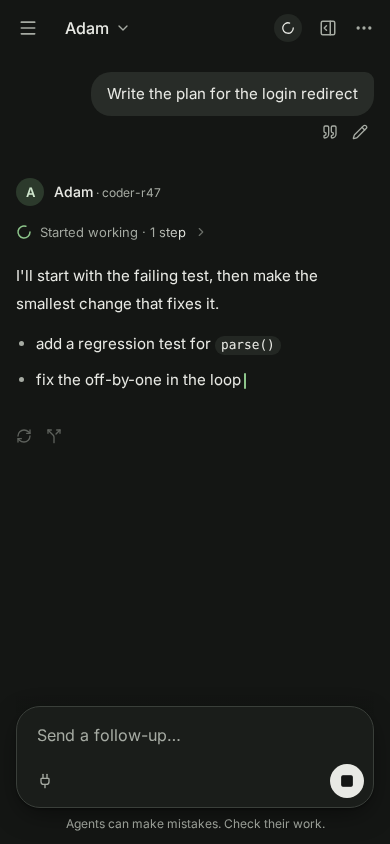 Adam
Write the plan for the login redirect
A
Adam · coder-r47
Started working · 1 step
I'll start with the failing test, then make the
smallest change that fixes it.
• add a regression test for parse()
• fix the off-by-one in the loop
Send a follow-up...
Agents can make mistakes. Check their work.